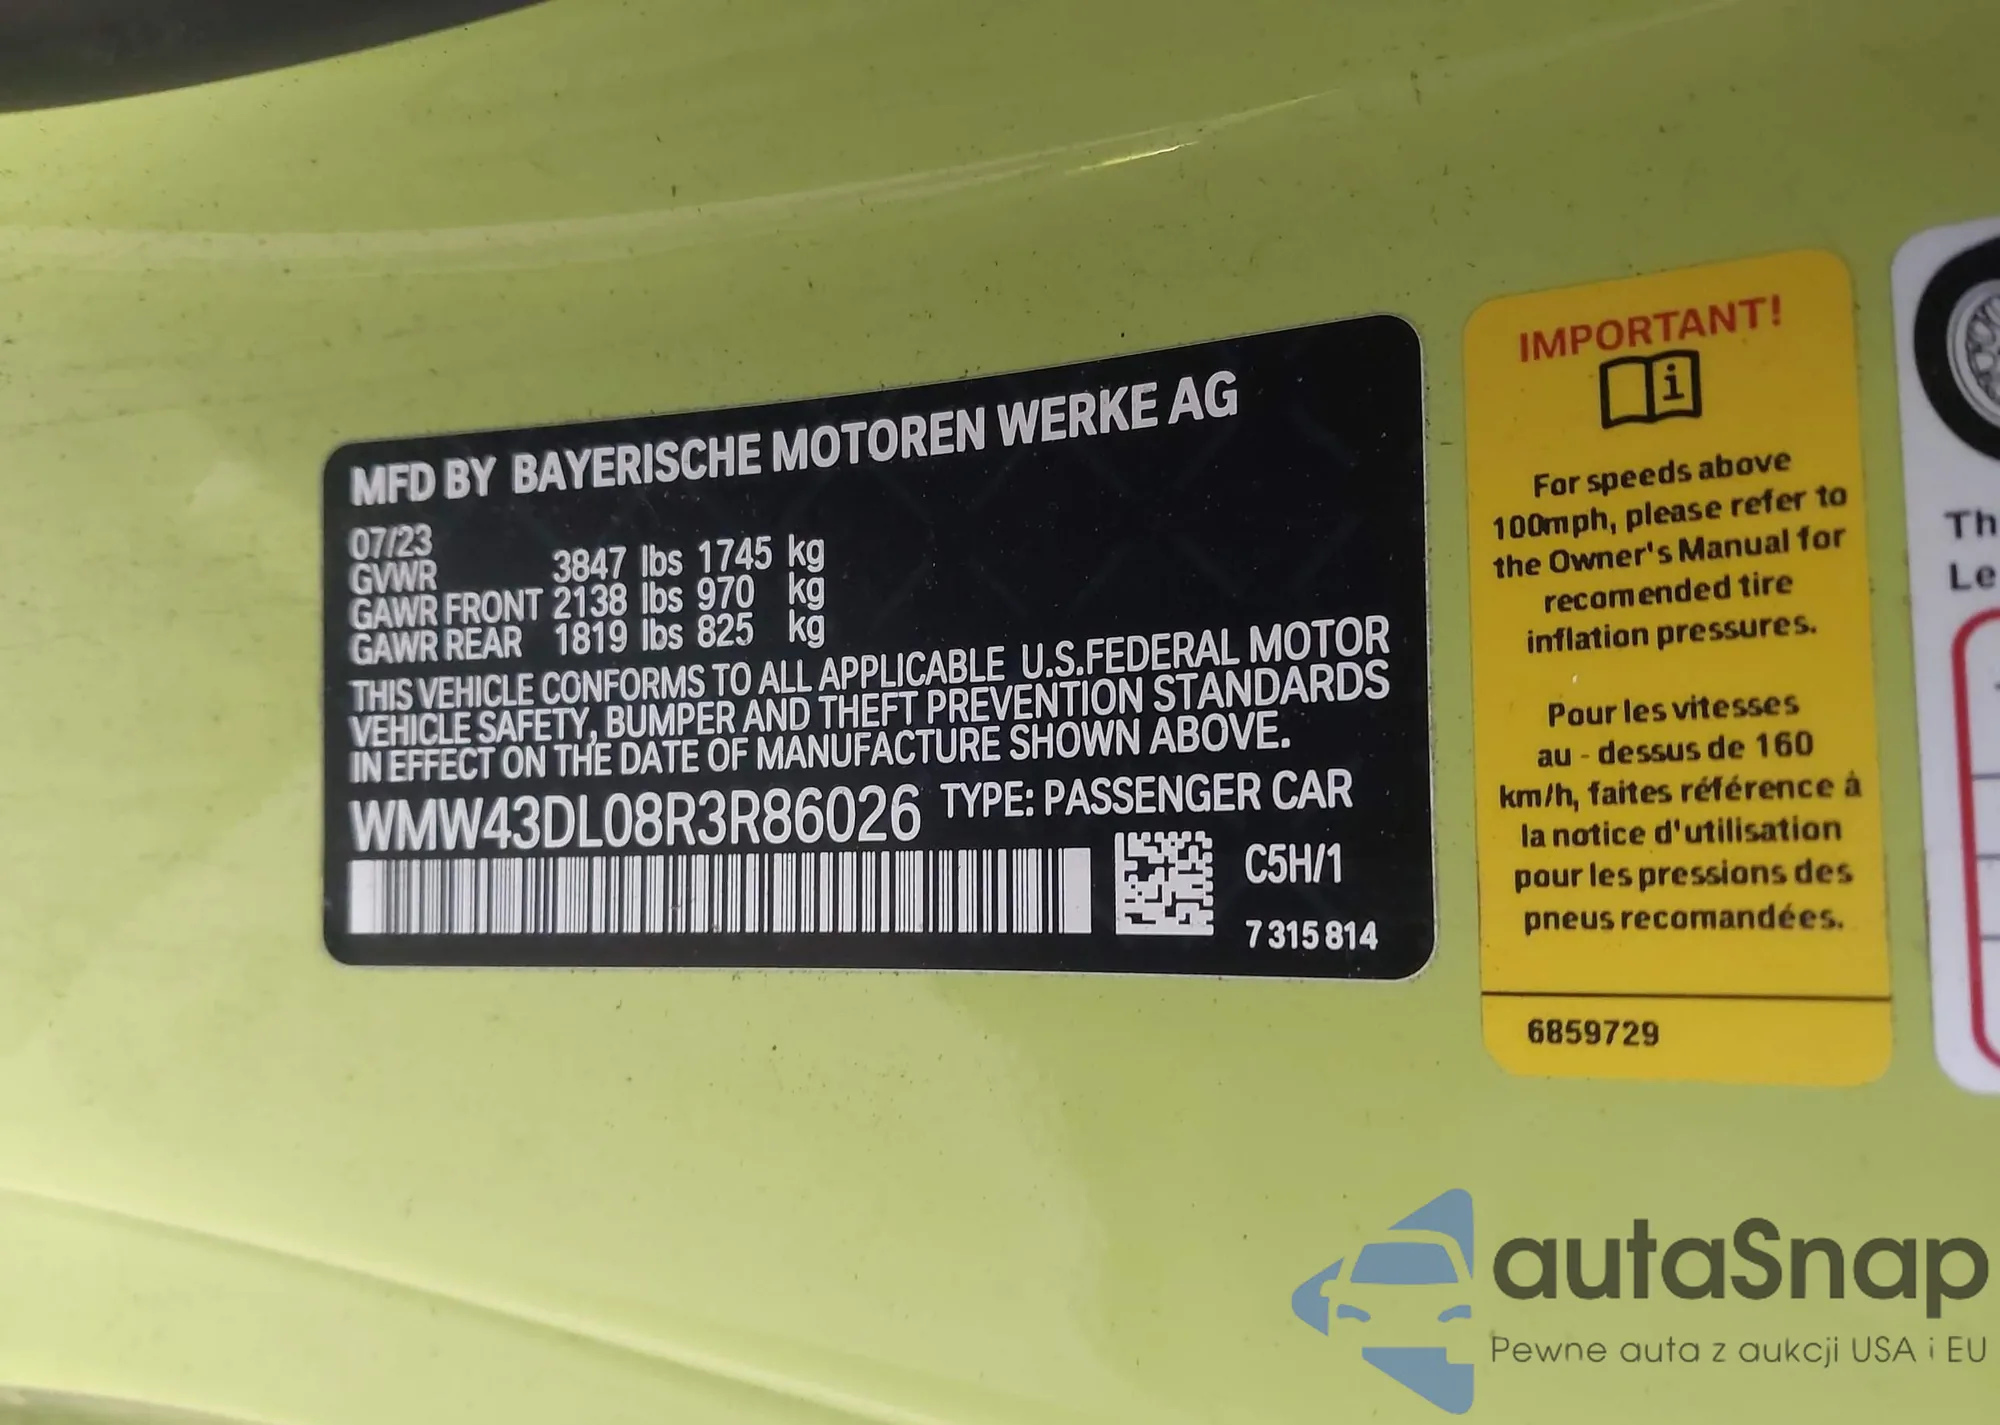 MFD BY BAYERISCHE MOTOREN WERKE AG
07/23
GVWR 3847 lbs 1745 kg
GAWR FRONT 2138 lbs 970 kg
GAWR REAR 1819 lbs 825 kg
THIS VEHICLE CONFORMS TO ALL APPLICABLE U.S.FEDERAL MOTOR
VEHICLE SAFETY, BUMPER AND THEFT PREVENTION STANDARDS
IN EFFECT ON THE DATE OF MANUFACTURE SHOWN ABOVE.
WMW43DL08R3R86026 TYPE: PASSENGER CAR
C5H/1
7 315 814
IMPORTANT!
i
For speeds above
100mph, please refer to
the Owner's Manual for
recomended tire
inflation pressures.
Pour les vitesses
au - dessus de 160
km/h, faites référence à
la notice d'utilisation
pour les pressions des
pneus recomandées.
6859729
Th
Le
autaSnap
Pewne auta z aukcji USA i EU